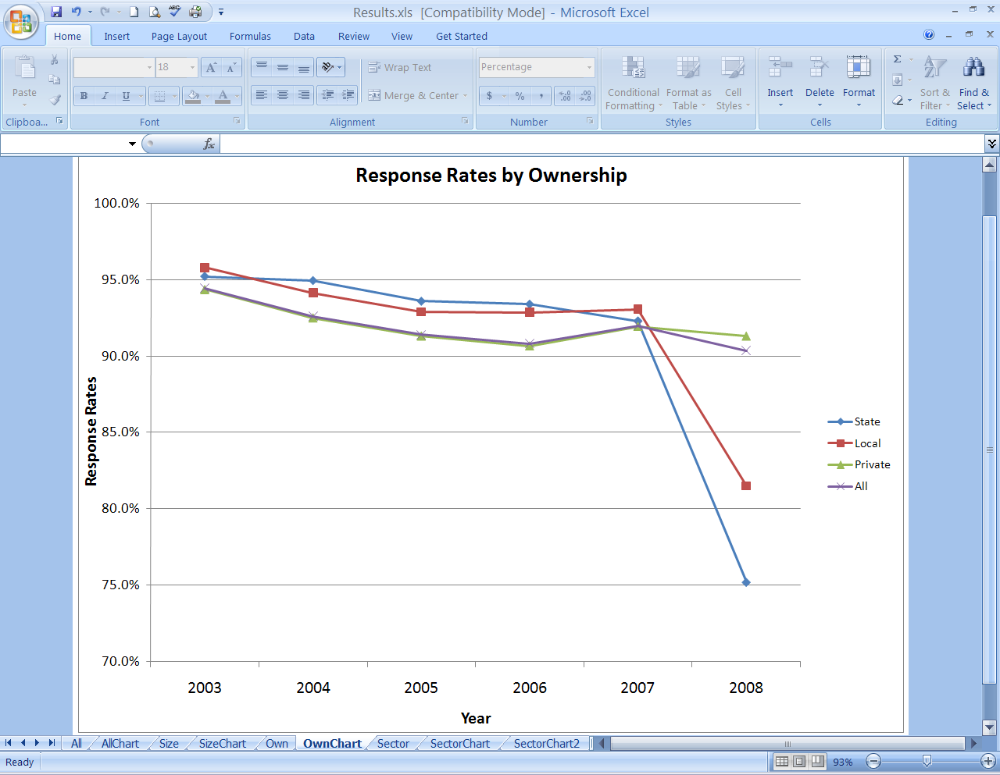 Results.xls [Compatibility Mode] - Microsoft Excel
Home Insert Page Layout Formulas Data Review View Get Started
18 Wrap Text Percentage
Paste B I U Merge & Center $ % , Conditional Formatting Format as Table Cell Styles Insert Delete Format Σ Sort & Filter Find & Select
Clipboa... Font Alignment Number Styles Cells Editing
fx
Response Rates by Ownership
100.0%
95.0%
90.0%
85.0%
80.0%
75.0%
70.0%
Response Rates
State
Local
Private
All
2003 2004 2005 2006 2007 2008
Year
All AllChart Size SizeChart Own OwnChart Sector SectorChart SectorChart2
Ready 93%